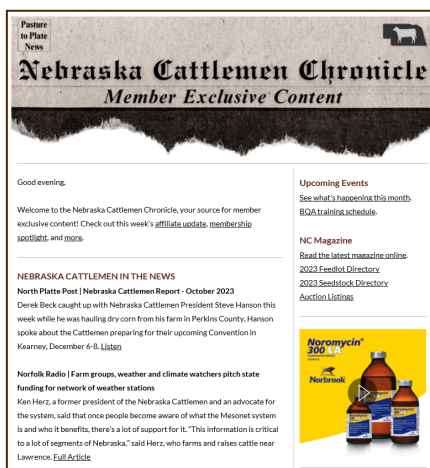 Pasture
to Plate
News
Nebraska Cattlemen Chronicle
Member Exclusive Content
Good evening,
Welcome to the Nebraska Cattlemen Chronicle, your source for member
exclusive content! Check out this week's affiliate update, membership
spotlight, and more.
NEBRASKA CATTLEMEN IN THE NEWS
North Platte Post | Nebraska Cattlemen Report - October 2023
Derek Beck caught up with Nebraska Cattlemen President Steve Hanson this
week while he was hauling dry corn from his farm in Perkins County. Hanson
spoke about the Cattlemen preparing for their upcoming Convention in
Kearney, December 6-8. Listen
Norfolk Radio | Farm groups, weather and climate watchers pitch state
funding for network of weather stations
Ken Herz, a former president of the Nebraska Cattlemen and an advocate for
the system, said that once people become aware of what the Mesonet system
is and who it benefits, there's a lot of support for it. "This information is critical
to a lot of segments of Nebraska," said Herz, who farms and raises cattle near
Lawrence. Full Article
Upcoming Events
See what's happening this month.
BQA training schedule.
NC Magazine
Read the latest magazine online.
2023 Feedlot Directory
2023 Seedstock Directory
Auction Listings
Noromycin®
300 LA
Norbrook